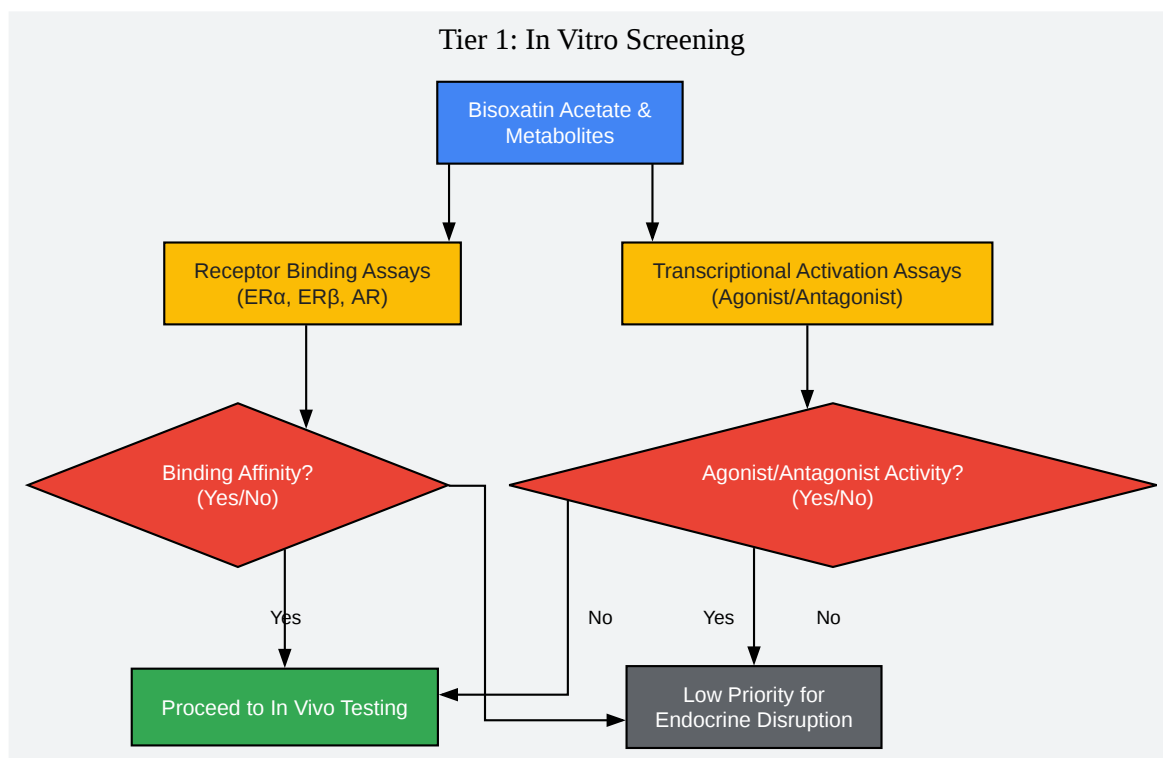 Tier 1: In Vitro Screening
Bisoxatin Acetate &
Metabolites
Receptor Binding Assays
(ERα, ERβ, AR)
Transcriptional Activation Assays
(Agonist/Antagonist)
Binding Affinity?
(Yes/No)
Agonist/Antagonist Activity?
(Yes/No)
Yes
No
Yes
No
Proceed to In Vivo Testing
Low Priority for
Endocrine Disruption